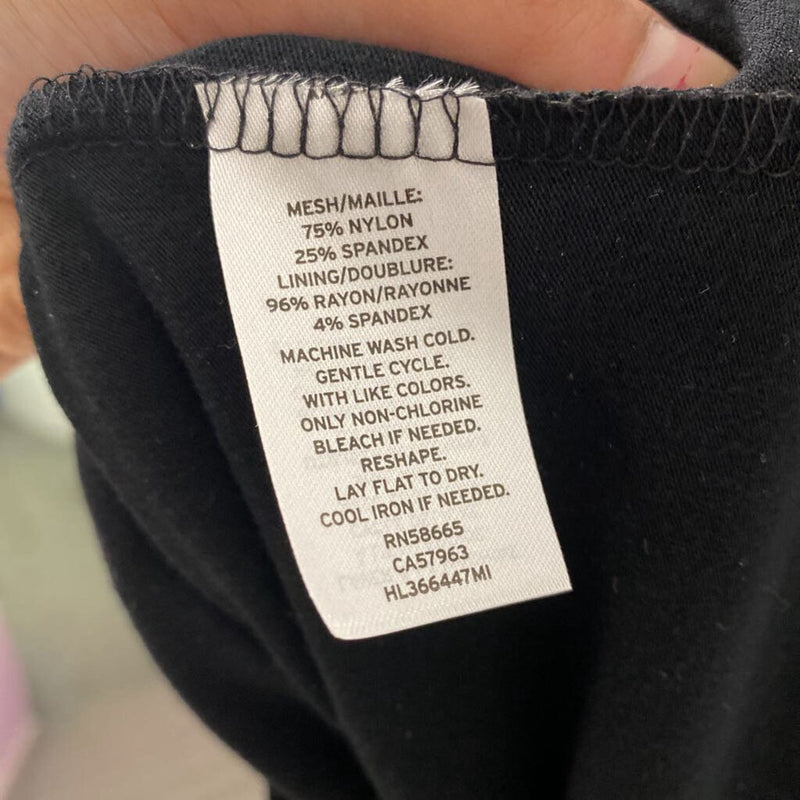 MESH/MAILLE:
75% NYLON
25% SPANDEX
LINING/DOUBLURE:
96% RAYON/RAYONNE
4% SPANDEX
MACHINE WASH COLD.
GENTLE CYCLE.
WITH LIKE COLORS.
ONLY NON-CHLORINE
BLEACH IF NEEDED.
RESHAPE.
LAY FLAT TO DRY.
COOL IRON IF NEEDED.
RN58665
CA57963
HL366447MI